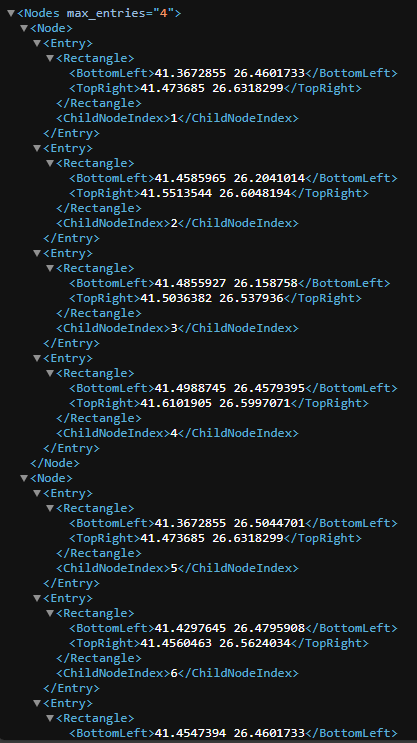 <Nodes max_entries="4">
<Node>
<Entry>
<Rectangle>
<BottomLeft>41.3672855 26.4601733</BottomLeft>
<TopRight>41.473685 26.6318299</TopRight>
</Rectangle>
<ChildNodeIndex>1</ChildNodeIndex>
</Entry>
<Entry>
<Rectangle>
<BottomLeft>41.4585965 26.2041014</BottomLeft>
<TopRight>41.5513544 26.6048194</TopRight>
</Rectangle>
<ChildNodeIndex>2</ChildNodeIndex>
</Entry>
<Entry>
<Rectangle>
<BottomLeft>41.4855927 26.158758</BottomLeft>
<TopRight>41.5036382 26.537936</TopRight>
</Rectangle>
<ChildNodeIndex>3</ChildNodeIndex>
</Entry>
<Entry>
<Rectangle>
<BottomLeft>41.4988745 26.4579395</BottomLeft>
<TopRight>41.6101905 26.5997071</TopRight>
</Rectangle>
<ChildNodeIndex>4</ChildNodeIndex>
</Entry>
</Node>
<Node>
<Entry>
<Rectangle>
<BottomLeft>41.3672855 26.5044701</BottomLeft>
<TopRight>41.473685 26.6318299</TopRight>
</Rectangle>
<ChildNodeIndex>5</ChildNodeIndex>
</Entry>
<Entry>
<Rectangle>
<BottomLeft>41.4297645 26.4795908</BottomLeft>
<TopRight>41.4560463 26.5624034</TopRight>
</Rectangle>
<ChildNodeIndex>6</ChildNodeIndex>
</Entry>
<Entry>
<Rectangle>
<BottomLeft>41.4547394 26.4601733</BottomLeft>